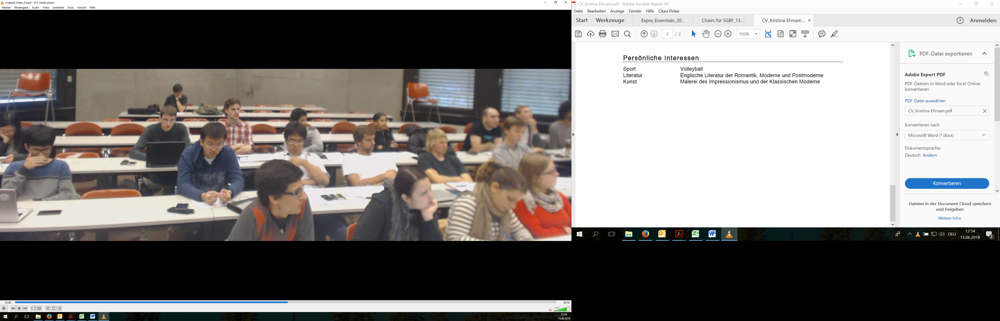 cropped_Video_3.mp4 - VLC media player
Medien Wiedergabe Audio Video Untertitel Tools Ansicht Hilfe
22:00
43:42
100%
12:54
15.06.2018
CV_Kristina Ehrsam.pdf - Adobe Acrobat Reader DC
Datei Bearbeiten Anzeige Fenster Hilfe Citavi Picker
Start Werkzeuge Expra_Essentials_20... Chairs für SGBF_13.... CV_Kristina Ehrsam... × Anmelden
2 / 2 103%
Persönliche Interessen
Sport Volleyball
Literatur Englische Literatur der Romantik, Moderne und Postmoderne
Kunst Malerei des Impressionismus und der Klassischen Moderne
PDF-Datei exportieren
Adobe Export PDF
PDF-Dateien in Word oder Excel Online
konvertieren
PDF-Datei auswählen
CV_Kristina Ehrsam.pdf
Konvertieren nach
Microsoft Word (*.docx)
Dokumentsprache:
Deutsch Ändern
Konvertieren
Dateien in der Document Cloud speichern
und freigeben
Weitere Infos
DEU
12:54
15.06.2018
2